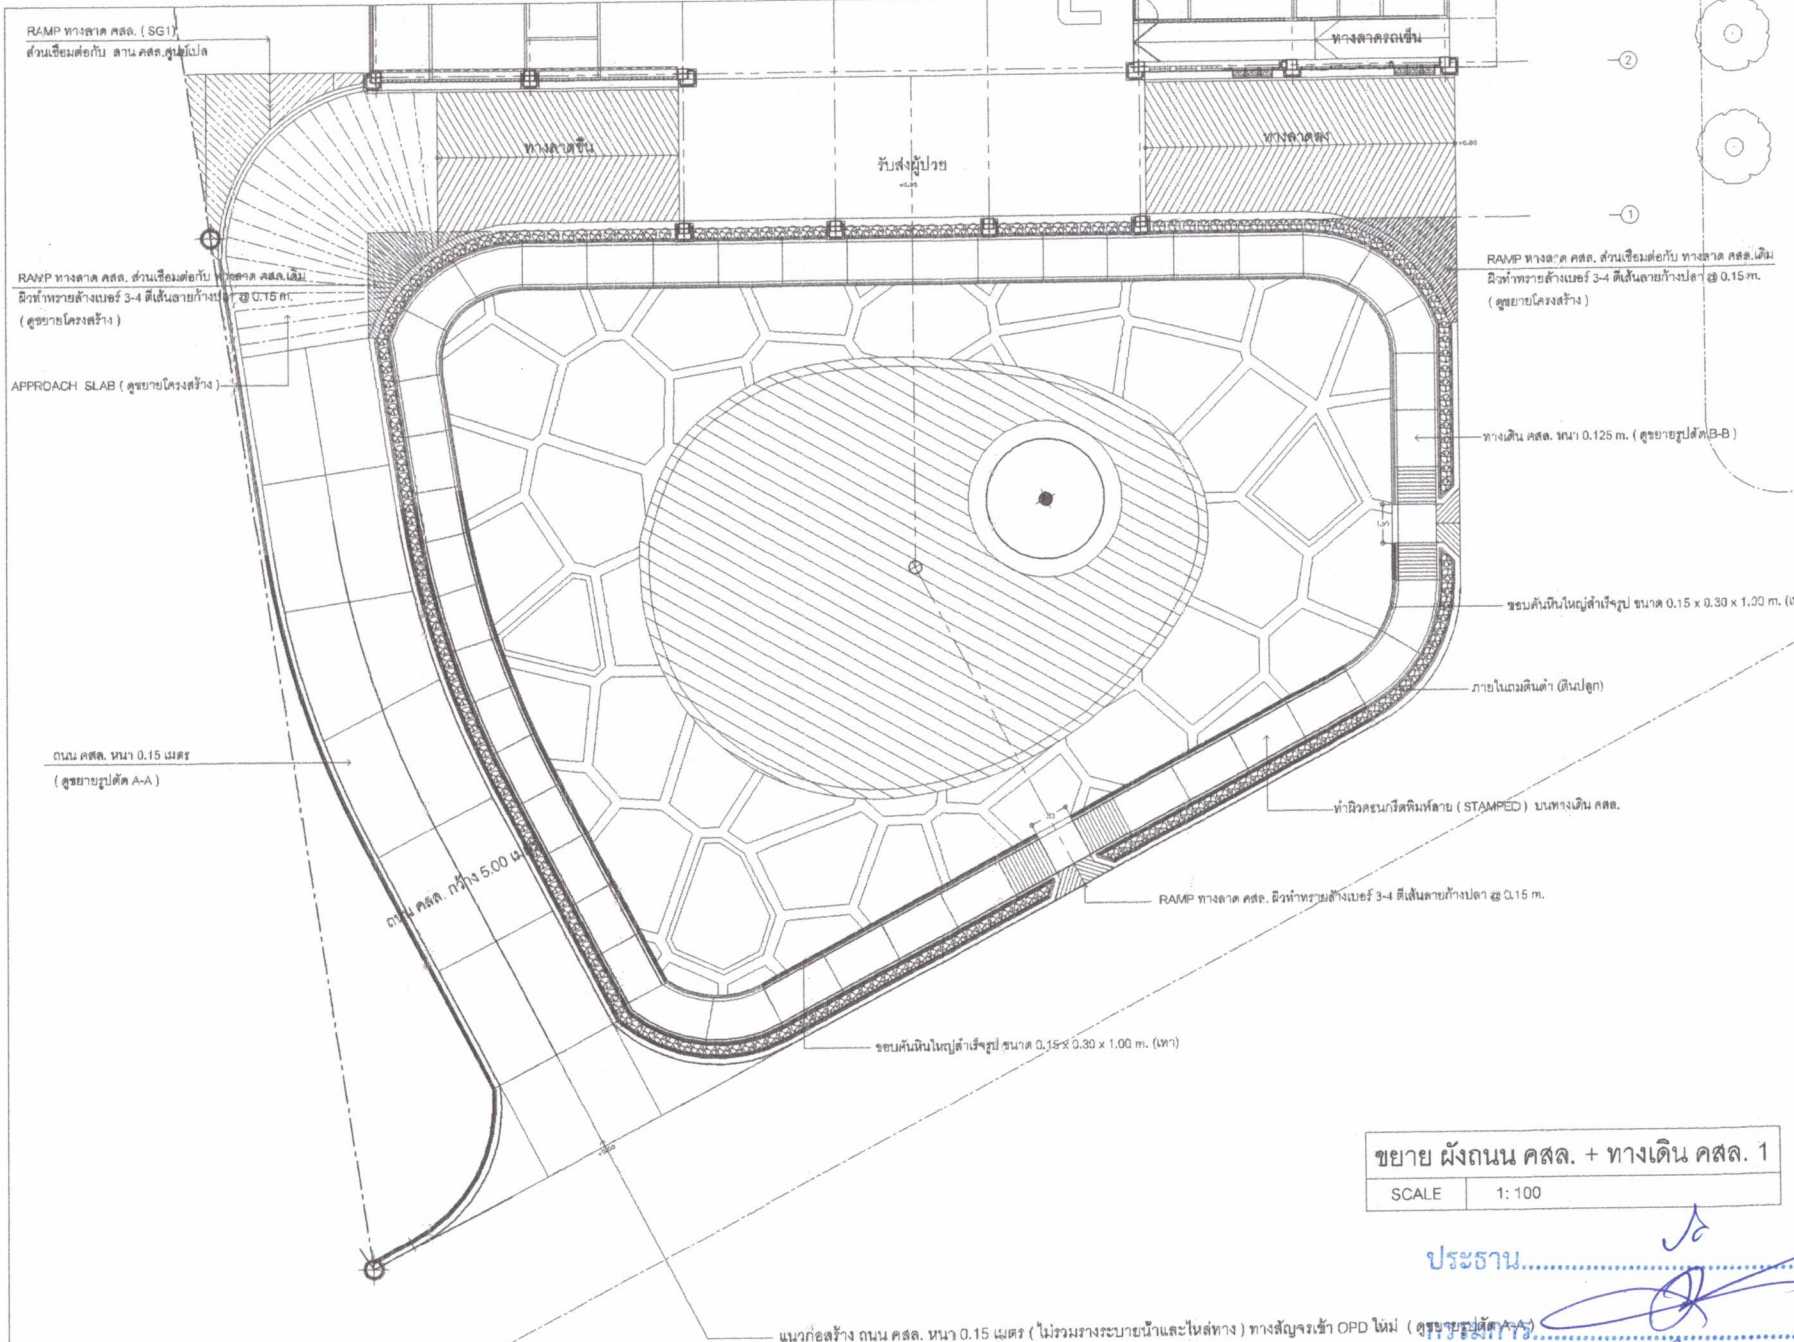 RAMP ทางลาด คสล. ( SG1)
ส่วนเชื่อมต่อกับ ลาน คสล.ศูนย์เปล
ทางลาดรถเข็น
2
ทางลาดขึ้น
รับส่งผู้ป่วย
ทางลาดลง
1
RAMP ทางลาด คสล. ส่วนเชื่อมต่อกับ ทางลาด คสล.เดิม
ผิวทำทรายล้างเบอร์ 3-4 ตีเส้นลายก้างปลา @ 0.15 m.
( ดูขยายโครงสร้าง )
RAMP ทางลาด คสล. ส่วนเชื่อมต่อกับ ทางลาด คสล.เดิม
ผิวทำทรายล้างเบอร์ 3-4 ตีเส้นลายก้างปลา @ 0.15 m.
( ดูขยายโครงสร้าง )
APPROACH SLAB ( ดูขยายโครงสร้าง )
ทางเดิน คสล. หนา 0.125 m. ( ดูขยายรูปตัด B-B )
ขอบคันหินใหญ่สำเร็จรูป ขนาด 0.15 x 0.30 x 1.00 m.
ภายในถมดินดำ (ดินปลูก)
ถนน คสล. หนา 0.15 เมตร
( ดูขยายรูปตัด A-A )
ทำผิวคอนกรีตพิมพ์ลาย ( STAMPED ) บนทางเดิน คสล.
ถนน คสล. กว้าง 5.00
RAMP ทางลาด คสล. ผิวทำทรายล้างเบอร์ 3-4 ตีเส้นลายก้างปลา @ 0.15 m.
ขอบคันหินใหญ่สำเร็จรูป ขนาด 0.15 x 0.30 x 1.00 m. (เทา)
ขยาย ผังถนน คสล. + ทางเดิน คสล. 1
SCALE 1: 100
ประธาน
แนวก่อสร้าง ถนน คสล. หนา 0.15 เมตร ( ไม่รวมรางระบายน้ำและไหล่ทาง ) ทางสัญจรเข้า OPD ใหม่ ( ดูขยายรูปตัด A-A )
กรรมการ